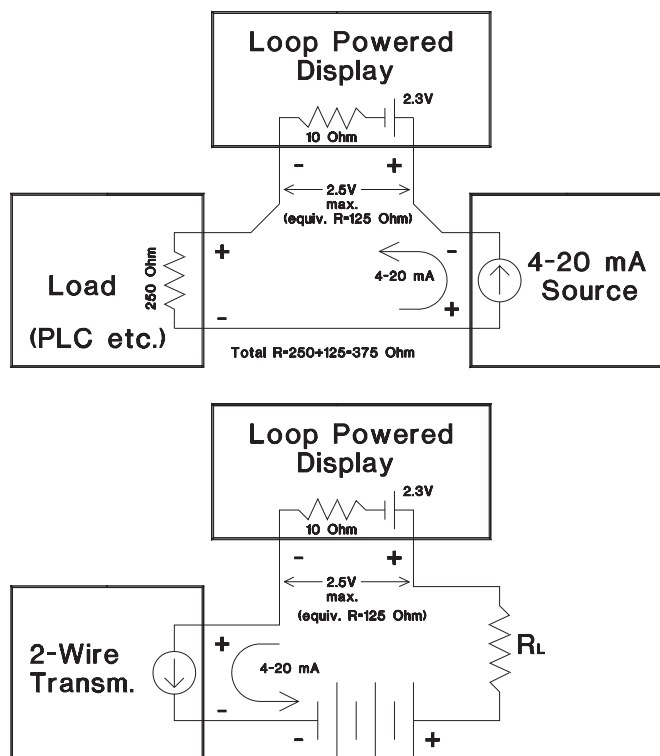 Loop Powered
Display
2.3V
10 Ohm
- +
2.5V
max.
(equiv. R=125 Ohm)
250 Ohm
Load
(PLC etc.)
+
-
4-20 mA
-
+
4-20 mA
Source
Total R=250+125=375 Ohm
Loop Powered
Display
2.3V
10 Ohm
- +
2.5V
max.
(equiv. R=125 Ohm)
2-Wire
Transm.
+
-
4-20 mA
RL
- +